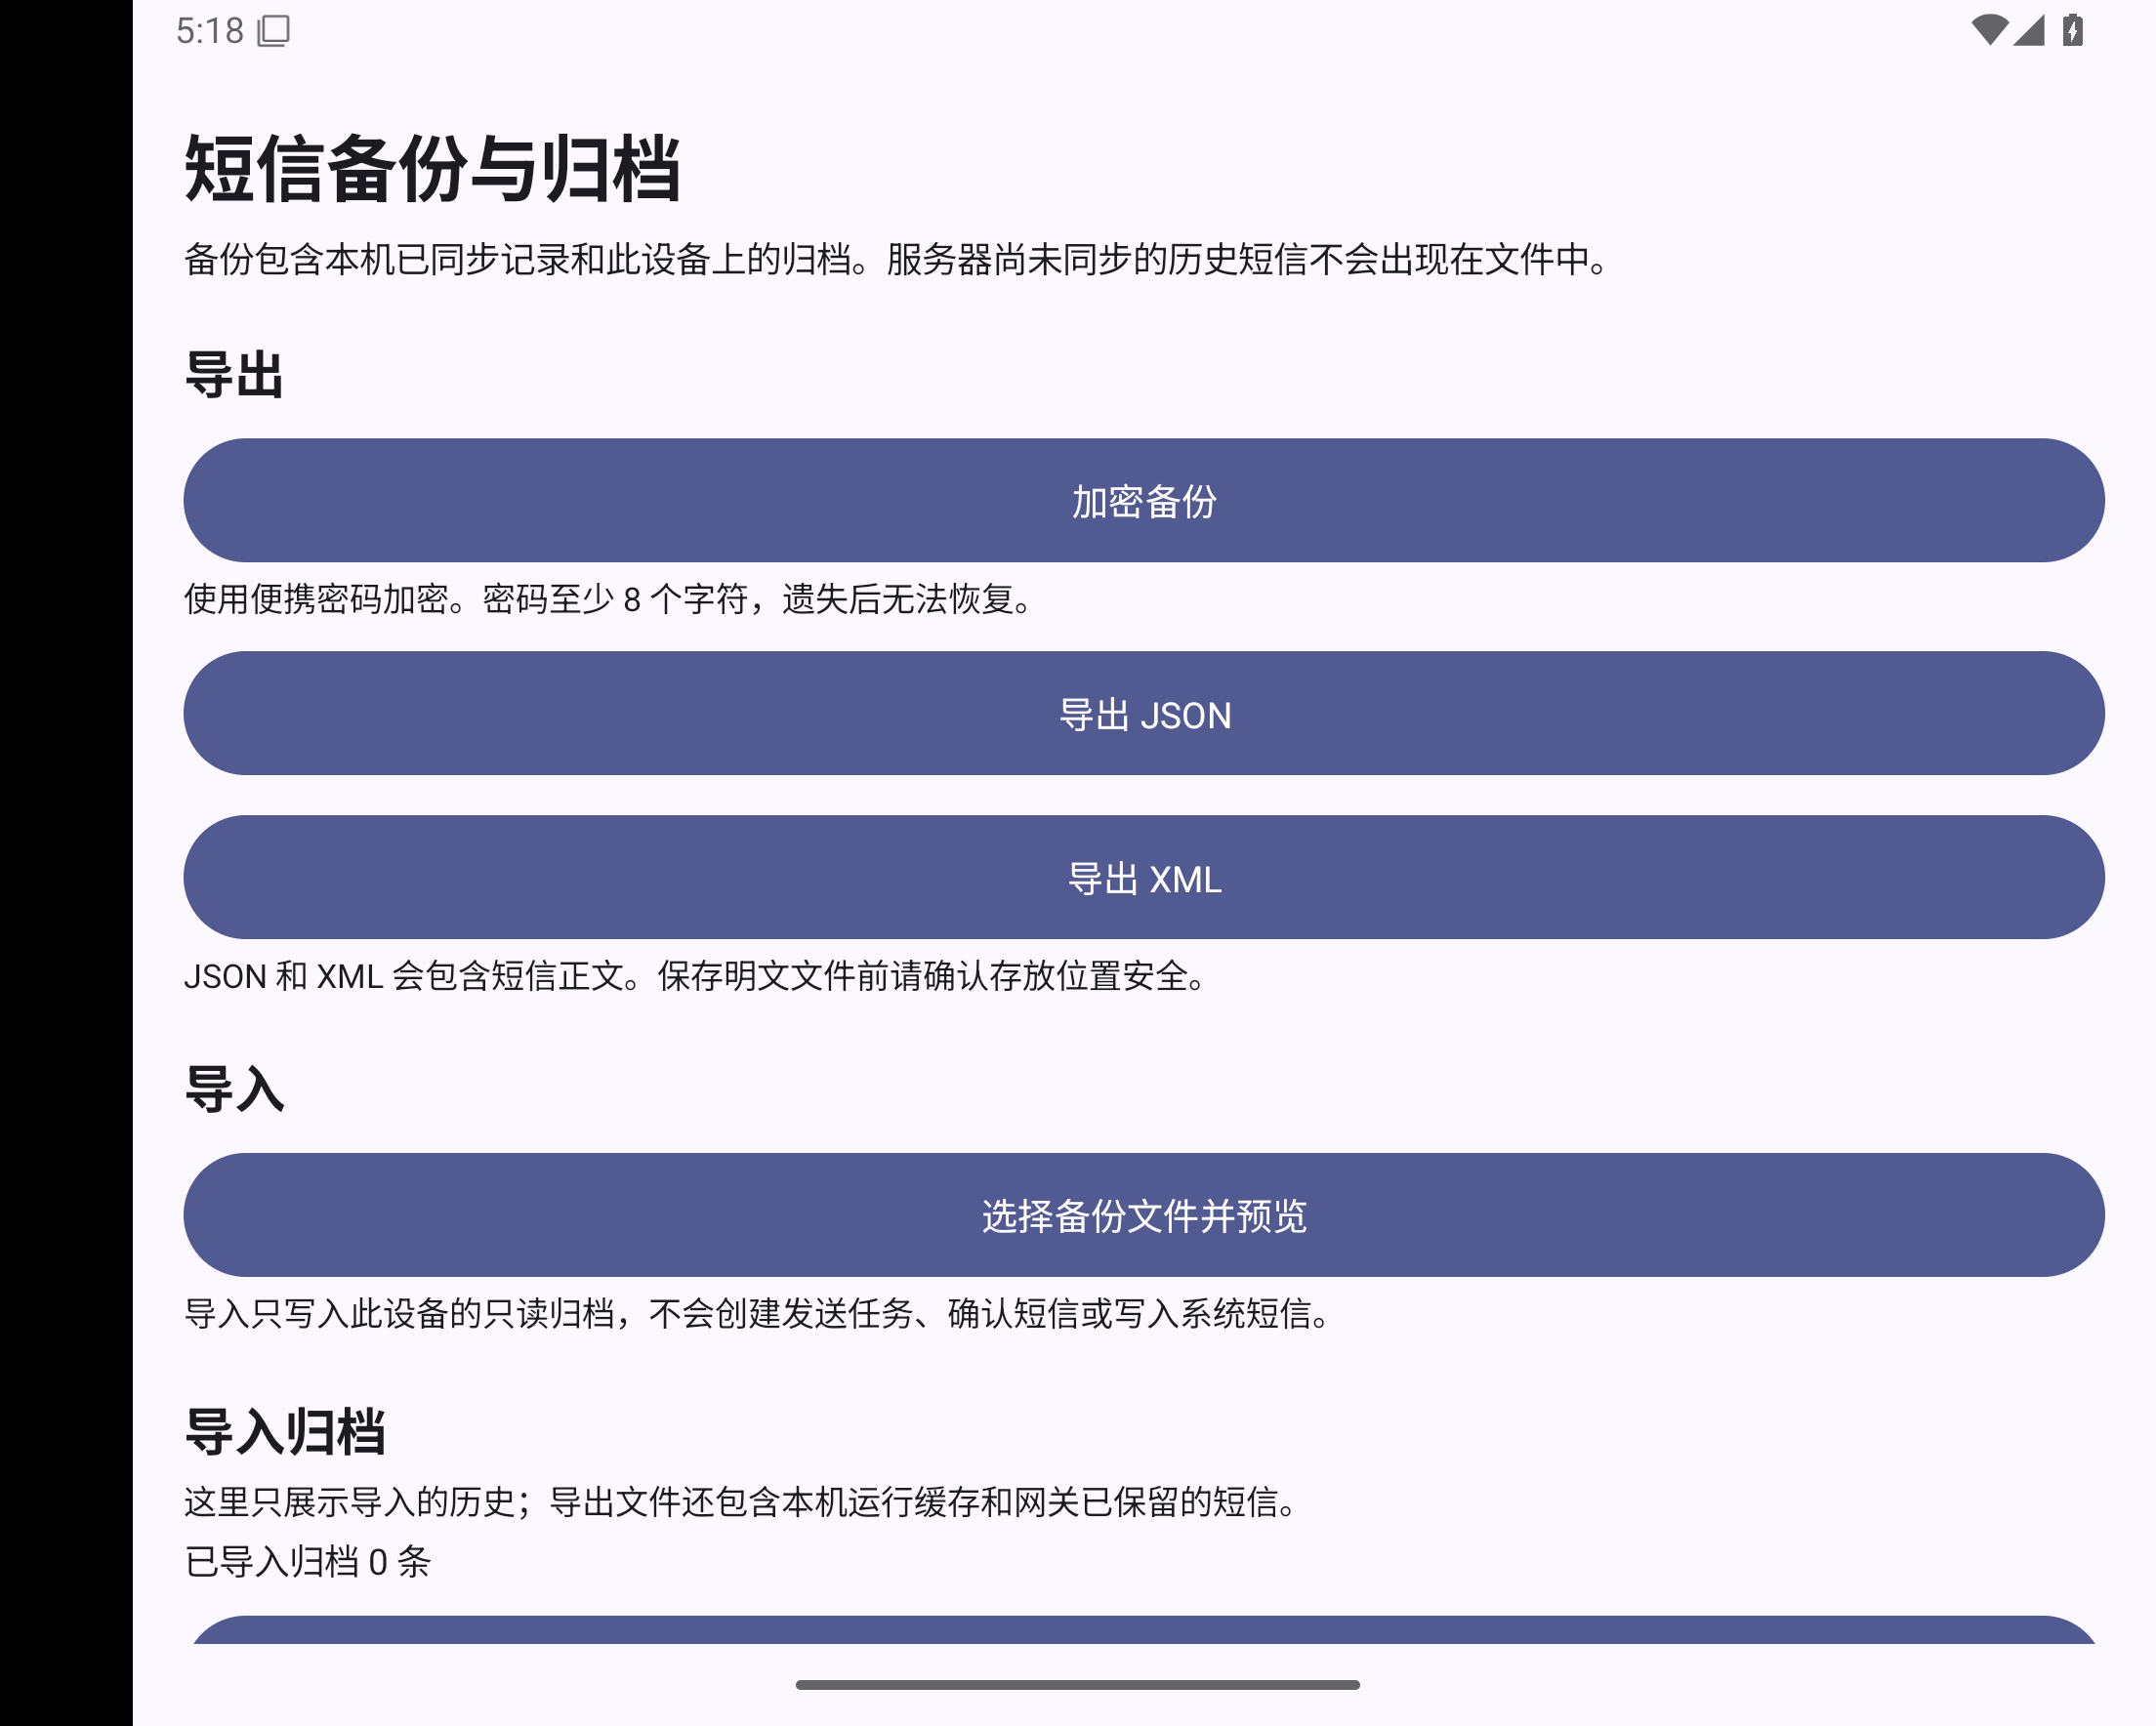 5:18
短信备份与归档
备份包含本机已同步记录和此设备上的归档。服务器尚未同步的历史短信不会出现在文件中。
导出
加密备份
使用便携密码加密。密码至少 8 个字符，遗失后无法恢复。
导出 JSON
导出 XML
JSON 和 XML 会包含短信正文。保存明文文件前请确认存放位置安全。
导入
选择备份文件并预览
导入只写入此设备的只读归档，不会创建发送任务、确认短信或写入系统短信。
导入归档
这里只展示导入的历史；导出文件还包含本机运行缓存和网关已保留的短信。
已导入归档 0 条